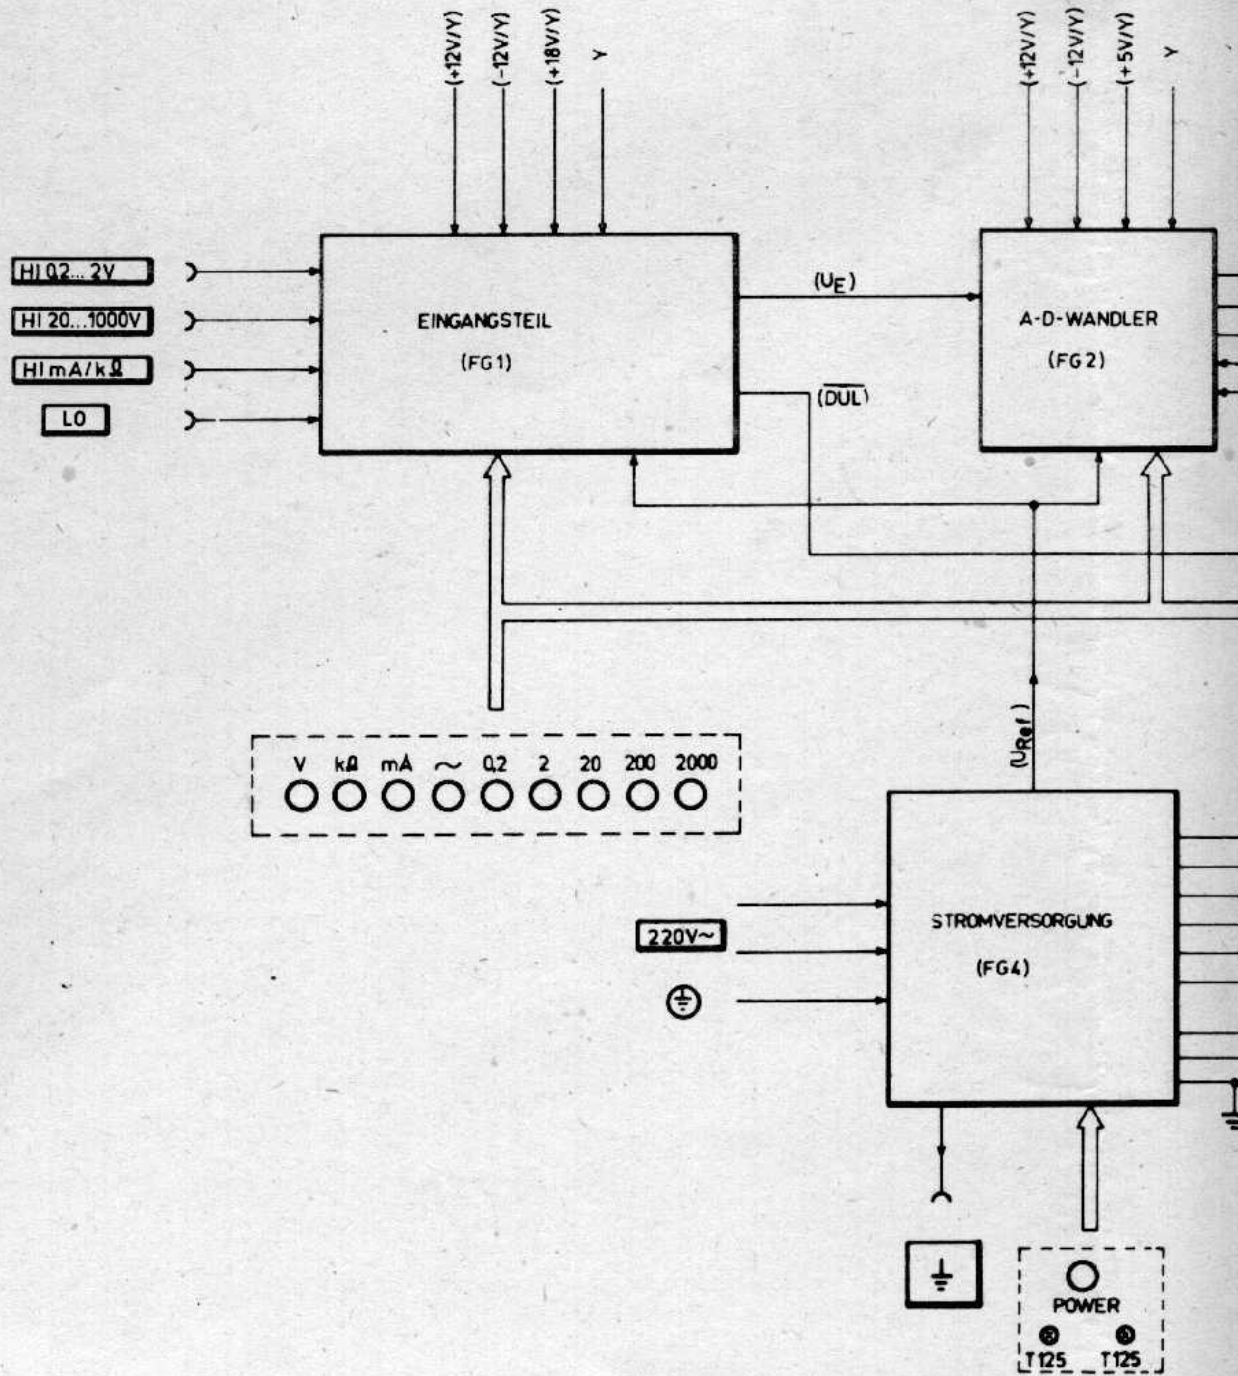 (+12V/Y) (-12V/Y) (+18V/Y) Y
(+12V/Y) (-12V/Y) (+5V/Y) Y
HI 0,2... 2V
HI 20...1000V
HI mA/kΩ
LO
EINGANGSTEIL
(FG1)
(UE)
(D̅U̅L̅)
A-D-WANDLER
(FG2)
(URef)
V kΩ mA ~ 0,2 2 20 200 2000
220V~
STROMVERSORGUNG
(FG4)
POWER
T125 T125